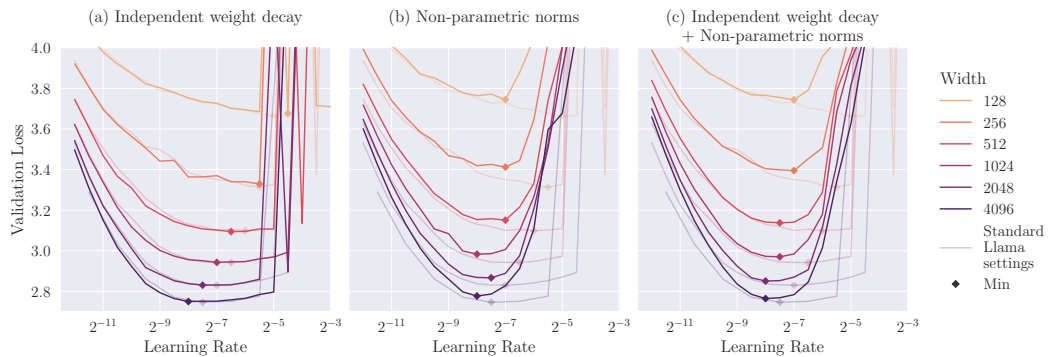 (a) Independent weight decay
(b) Non-parametric norms
(c) Independent weight decay
+ Non-parametric norms
4.0
3.8
3.6
3.4
3.2
3.0
2.8
Validation Loss
2⁻¹¹
2⁻⁹
2⁻⁷
2⁻⁵
2⁻³
Learning Rate
2⁻¹¹
2⁻⁹
2⁻⁷
2⁻⁵
2⁻³
Learning Rate
2⁻¹¹
2⁻⁹
2⁻⁷
2⁻⁵
2⁻³
Learning Rate
Width
128
256
512
1024
2048
4096
Standard
Llama
settings
Min